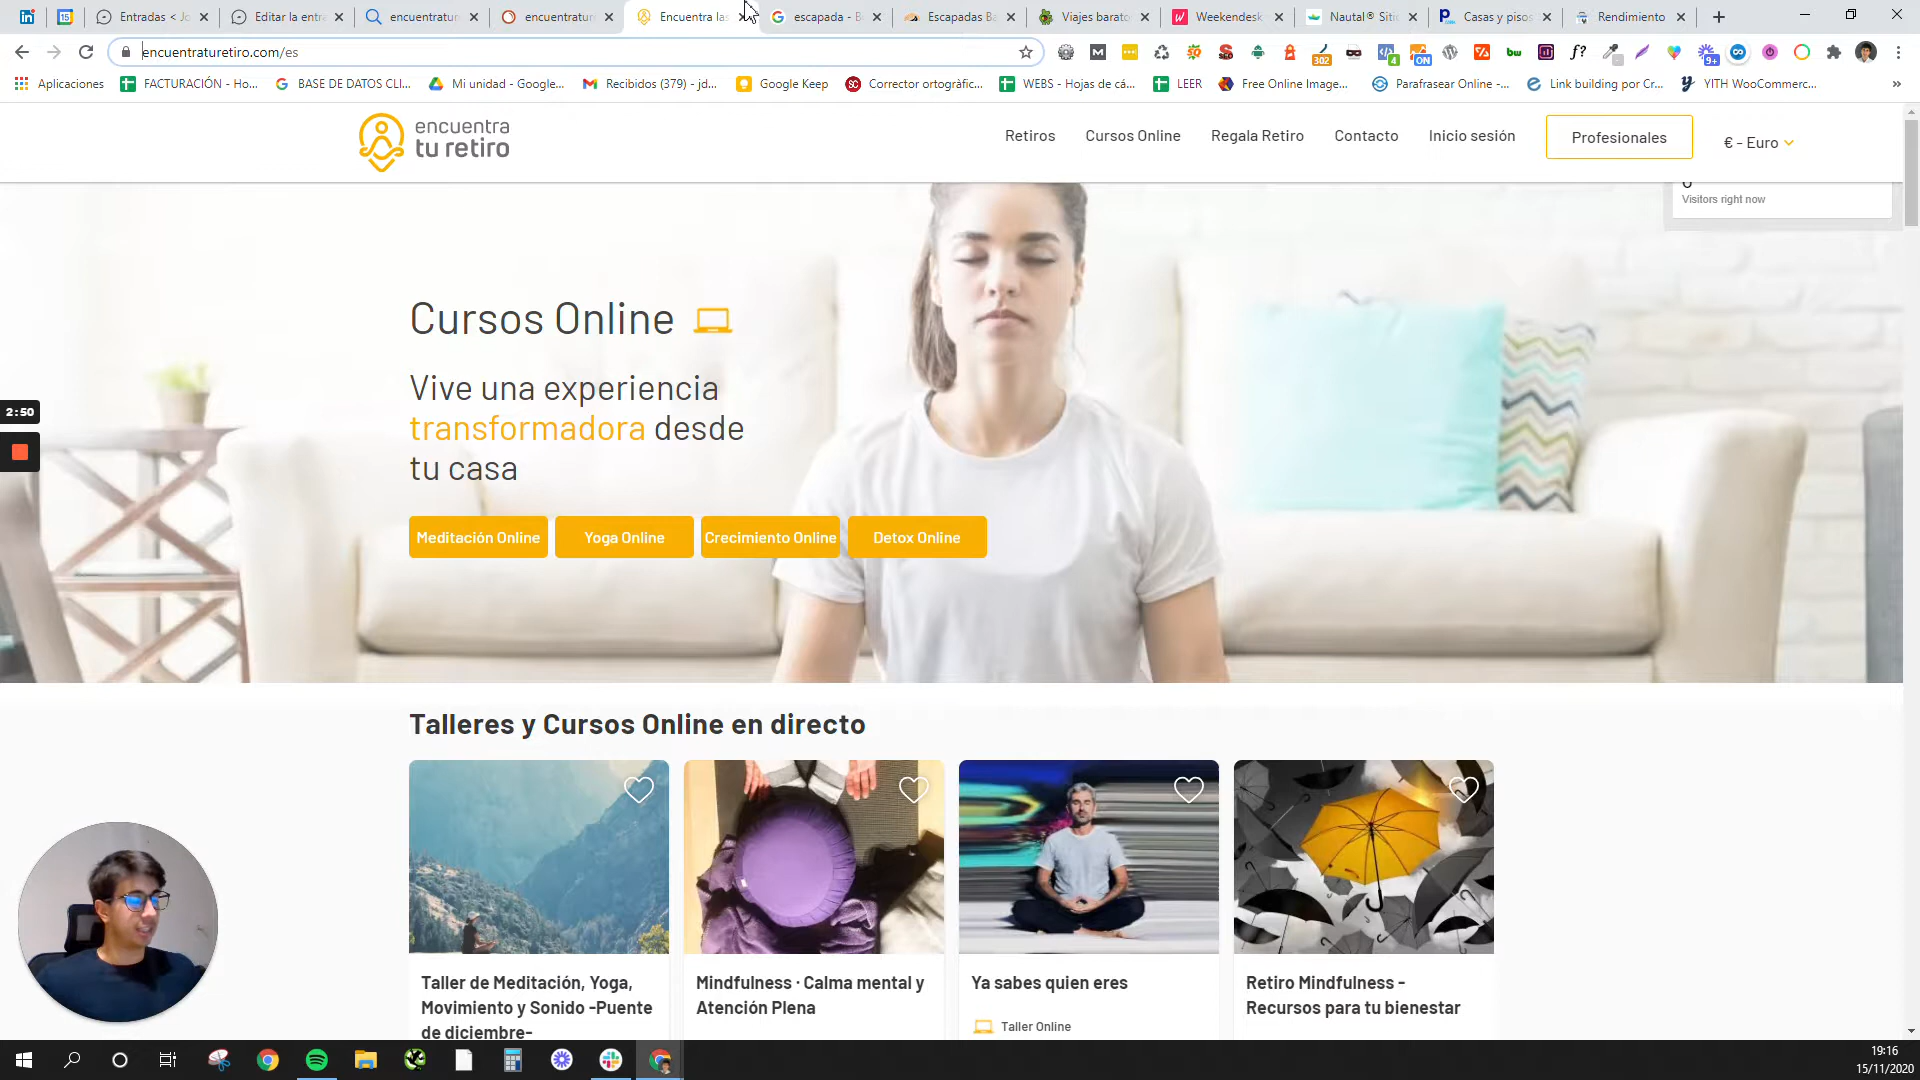 Entradas < Jo
Editar la entra
encuentratur
encuentratur
Encuentra las
escapada - B
Escapadas Ba
Viajes barato
Weekendesk
Nautal® Siti
Casas y pisos
Rendimiento
encuentraturetiro.com/es
Aplicaciones
FACTURACIÓN - Ho...
BASE DE DATOS CLI...
Mi unidad - Google...
Recibidos (379) - jd...
Google Keep
Corrector ortogràfic...
WEBS - Hojas de cá...
LEER
Free Online Image...
Parafrasear Online -...
Link building por Cr...
YITH WooCommerc...
encuentra
tu retiro
Retiros
Cursos Online
Regala Retiro
Contacto
Inicio sesión
Profesionales
€ - Euro
Visitors right now
Cursos Online
Vive una experiencia
transformadora desde
tu casa
2:50
Meditación Online
Yoga Online
Crecimiento Online
Detox Online
Talleres y Cursos Online en directo
Taller de Meditación, Yoga,
Movimiento y Sonido -Puente
de diciembre-
Mindfulness · Calma mental y
Atención Plena
Ya sabes quien eres
Taller Online
Retiro Mindfulness -
Recursos para tu bienestar
19:16
15/11/2020